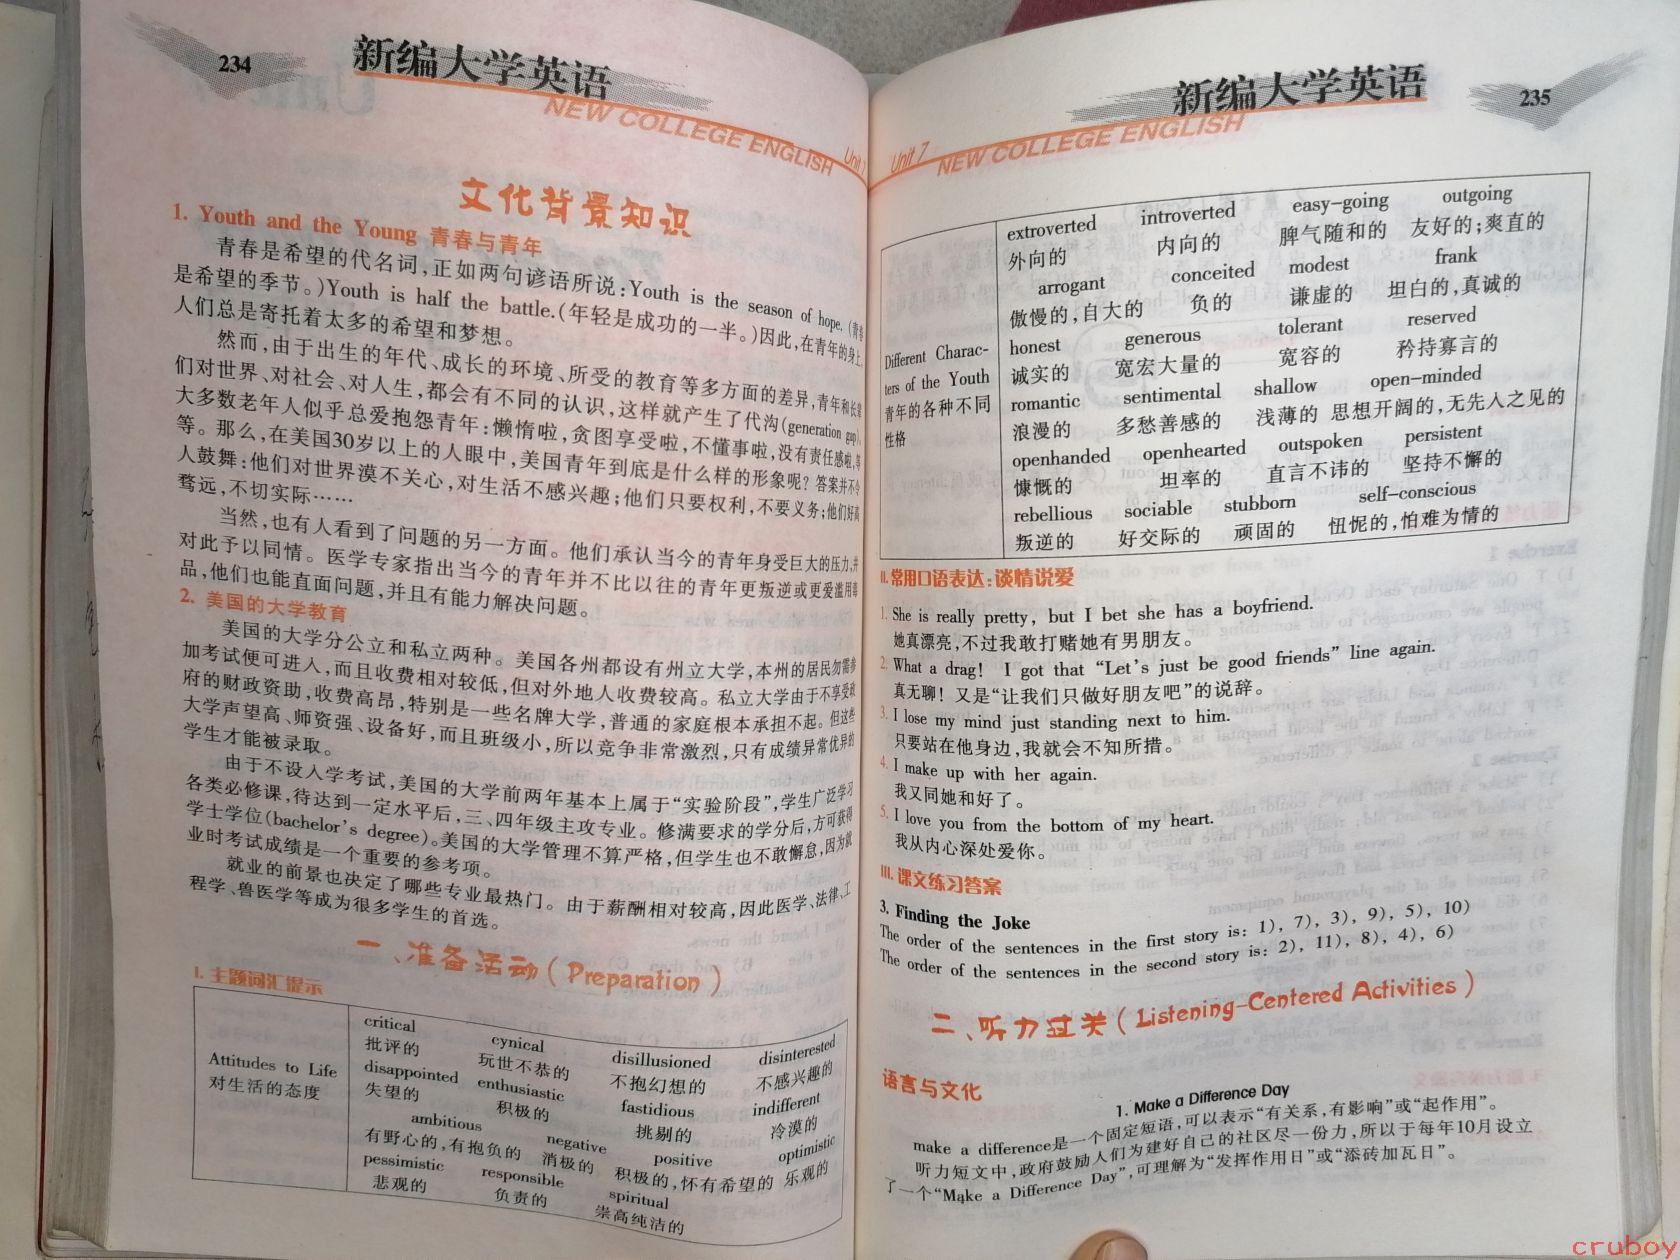 234
新编大学英语
NEW COLLEGE ENGLISH Unit 7
文化背景知识
1. Youth and the Young 青春与青年
青春是希望的代名词,正如两句谚语所说:Youth is the season of hope. (青春
是希望的季节。)Youth is half the battle.(年轻是成功的一半。)因此,在青年的身上,
人们总是寄托着太多的希望和梦想。
然而,由于出生的年代、成长的环境、所受的教育等多方面的差异,青年和长辈
们对世界、对社会、对人生,都会有不同的认识,这样就产生了代沟(generation gap)。
大多数老年人似乎总爱抱怨青年:懒惰啦,贪图享受啦,不懂事啦,没有责任感啦,等
等。那么,在美国30岁以上的人眼中,美国青年到底是什么样的形象呢?答案并不令
人鼓舞:他们对世界漠不关心,对生活不感兴趣;他们只要权利,不要义务;他们好高
骛远,不切实际……
当然,也有人看到了问题的另一方面。他们承认当今的青年身受巨大的压力,并
对此予以同情。医学专家指出当今的青年并不比以往的青年更叛逆或更爱滥用毒
品,他们也能直面问题,并且有能力解决问题。
2. 美国的大学教育
美国的大学分公立和私立两种。美国各州都设有州立大学,本州的居民勿需参
加考试便可进入,而且收费相对较低,但对外地人收费较高。私立大学由于不享受政
府的财政资助,收费高昂,特别是一些名牌大学,普通的家庭根本承担不起。但这些
大学声望高、师资强、设备好,而且班级小,所以竞争非常激烈,只有成绩异常优异的
学生才能被录取。
由于不设入学考试,美国的大学前两年基本上属于“实验阶段”,学生广泛学习
各类必修课,待达到一定水平后,三、四年级主攻专业。修满要求的学分后,方可获得
学士学位(bachelor's degree)。美国的大学管理不算严格,但学生也不敢懈怠,因为就
业时考试成绩是一个重要的参考项。
就业的前景也决定了哪些专业最热门。由于薪酬相对较高,因此医学、法律、工
程学、兽医学等成为很多学生的首选。
一、准备活动(Preparation)
I. 主题词汇提示
Attitudes to Life
对生活的态度
critical cynical disillusioned disinterested
批评的 玩世不恭的 不抱幻想的 不感兴趣的
disappointed enthusiastic fastidious indifferent
失望的 积极的 挑剔的 冷漠的
ambitious negative positive optimistic
有野心的,有抱负的 消极的 积极的,怀有希望的 乐观的
pessimistic responsible spiritual
悲观的 负责的 崇高纯洁的
新编大学英语
235
Unit 7 NEW COLLEGE ENGLISH
Different Charac-
ters of the Youth
青年的各种不同
性格
extroverted introverted easy-going outgoing
外向的 内向的 脾气随和的 友好的;爽直的
arrogant conceited modest frank
傲慢的,自大的 负的 谦虚的 坦白的,真诚的
honest generous tolerant reserved
诚实的 宽宏大量的 宽容的 矜持寡言的
romantic sentimental shallow open-minded
浪漫的 多愁善感的 浅薄的 思想开阔的,无先入之见的
openhanded openhearted outspoken persistent
慷慨的 坦率的 直言不讳的 坚持不懈的
rebellious sociable stubborn self-conscious
叛逆的 好交际的 顽固的 忸怩的,怕难为情的
II. 常用口语表达:谈情说爱
1. She is really pretty, but I bet she has a boyfriend.
她真漂亮,不过我敢打赌她有男朋友。
2. What a drag! I got that “Let's just be good friends” line again.
真无聊!又是“让我们只做好朋友吧”的说辞。
3. I lose my mind just standing next to him.
只要站在他身边,我就会不知所措。
4. I make up with her again.
我又同她和好了。
5. I love you from the bottom of my heart.
我从内心深处爱你。
III. 课文练习答案
3. Finding the Joke
The order of the sentences in the first story is: 1), 7), 3), 9), 5), 10)
The order of the sentences in the second story is: 2), 11), 8), 4), 6)
二、听力过关(Listening-Centered Activities)
语言与文化
1. Make a Difference Day
make a difference是一个固定短语,可以表示“有关系,有影响”或“起作用”。
听力短文中,政府鼓励人们为建好自己的社区尽一份力,所以于每年10月设立
了一个“Make a Difference Day”,可理解为“发挥作用日”或“添砖加瓦日”。
cruboy